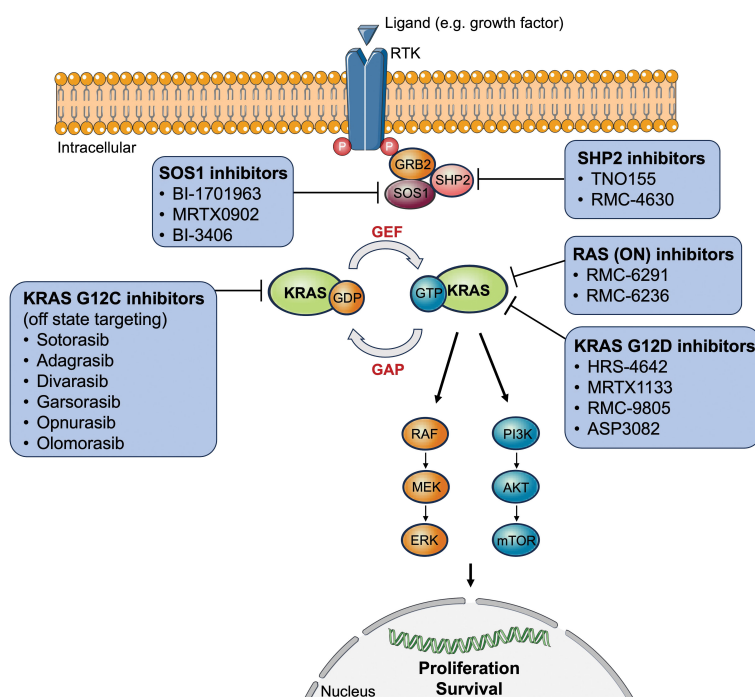 Ligand (e.g. growth factor)
RTK
Intracellular
P
P
GRB2
SOS1
SHP2
SOS1 inhibitors
• BI-1701963
• MRTX0902
• BI-3406
SHP2 inhibitors
• TNO155
• RMC-4630
GEF
RAS (ON) inhibitors
• RMC-6291
• RMC-6236
KRAS G12C inhibitors
(off state targeting)
• Sotorasib
• Adagrasib
• Divarasib
• Garsorasib
• Opnurasib
• Olomorasib
KRAS
GDP
GTP
KRAS
GAP
KRAS G12D inhibitors
• HRS-4642
• MRTX1133
• RMC-9805
• ASP3082
RAF
PI3K
MEK
AKT
ERK
mTOR
Proliferation
Survival
Nucleus